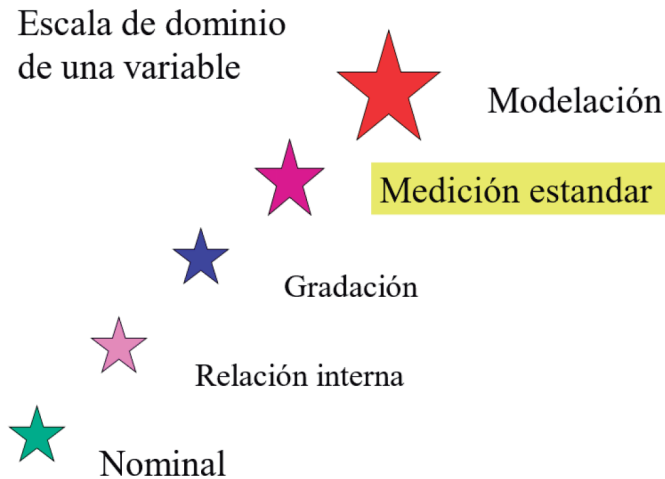 Escala de dominio
de una variable
Modelación
Medición estandar
Gradación
Relación interna
Nominal